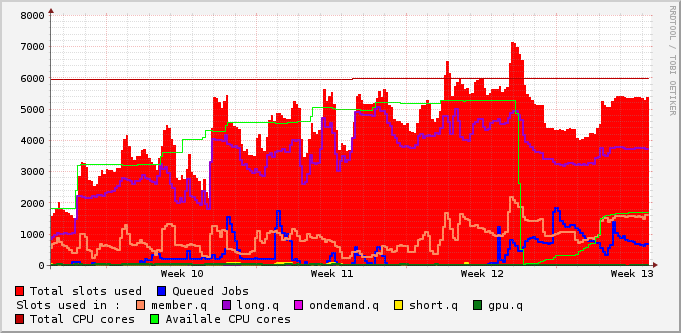 8000
7000
6000
5000
4000
3000
2000
1000
0
Week 10 Week 11 Week 12 Week 13
Total slots used Queued Jobs
Slots used in : member.q long.q ondemand.q short.q gpu.q
Total CPU cores Availale CPU cores
RRDTOOL / TOBI OETIKER